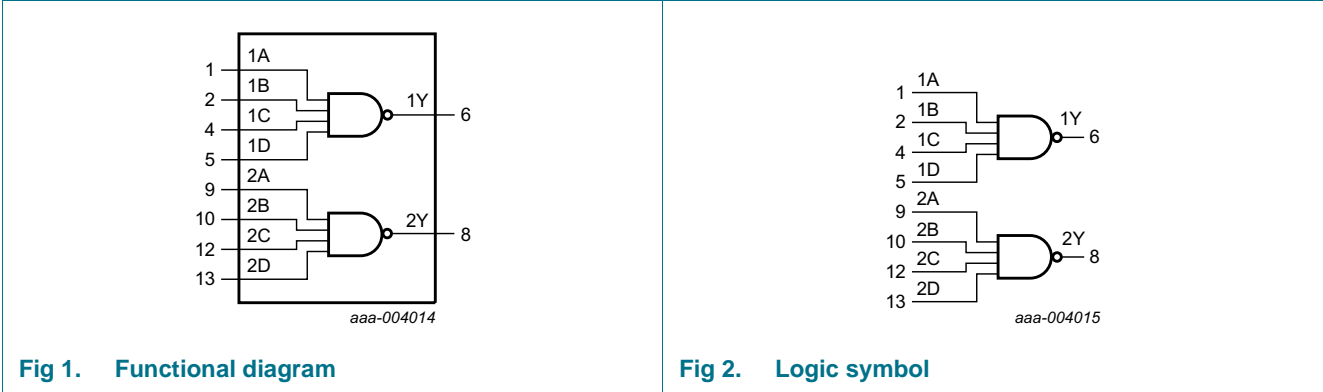 1A
1
1B
2
1C
4
1D
5
1Y
6
2A
9
2B
10
2C
12
2D
13
2Y
8
aaa-004014
Fig 1. Functional diagram
1A
1
1B
2
1C
4
1D
5
1Y
6
2A
9
2B
10
2C
12
2D
13
2Y
8
aaa-004015
Fig 2. Logic symbol